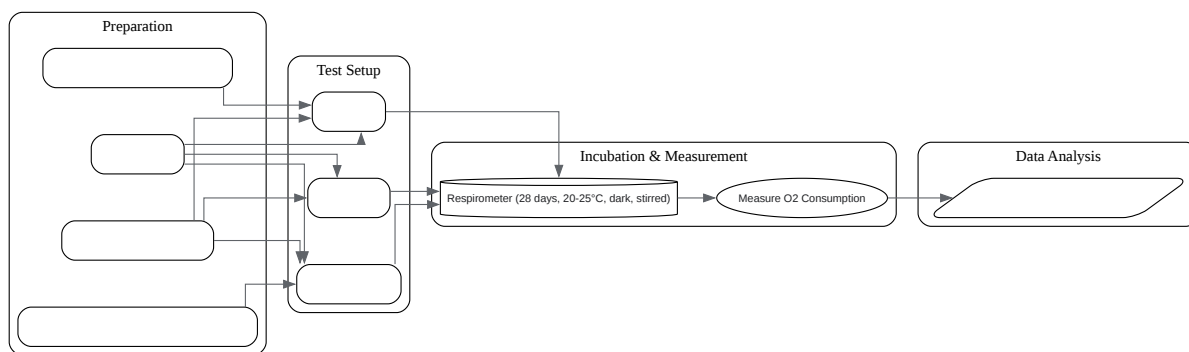 Preparation
Test Setup
Incubation & Measurement
Data Analysis
Respirometer (28 days, 20-25°C, dark, stirred)
Measure O2 Consumption